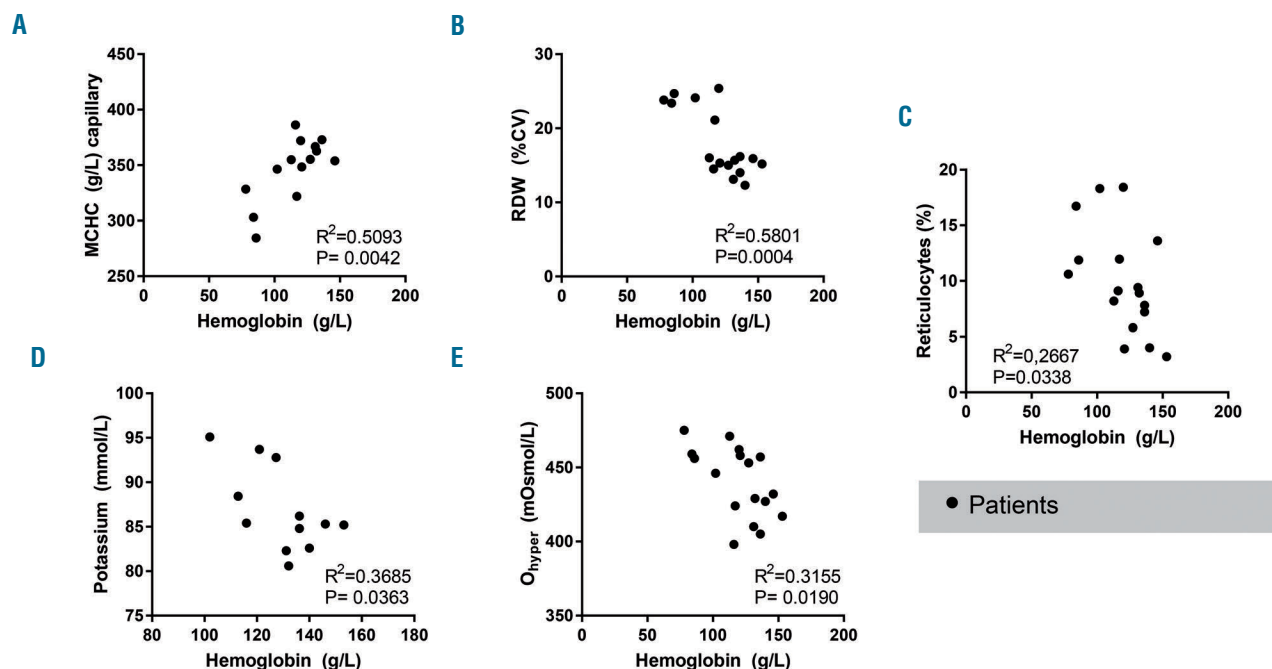 A
MCHC (g/L) capillary
450
400
350
300
250
0
50
100
150
200
R2=0.5093
P= 0.0042
Hemoglobin (g/L)
B
RDW (%CV)
30
20
10
0
0
50
100
150
200
R2=0.5801
P=0.0004
Hemoglobin (g/L)
C
Reticulocytes (%)
20
15
10
5
0
0
50
100
150
200
R2=0,2667
P=0.0338
Hemoglobin (g/L)
D
Potassium (mmol/L)
100
95
90
85
80
75
80
100
120
140
160
180
R2=0.3685
P= 0.0363
Hemoglobin (g/L)
E
Ohyper (mOsmol/L)
500
450
400
350
0
50
100
150
200
R2=0.3155
P= 0.0190
Hemoglobin (g/L)
Patients